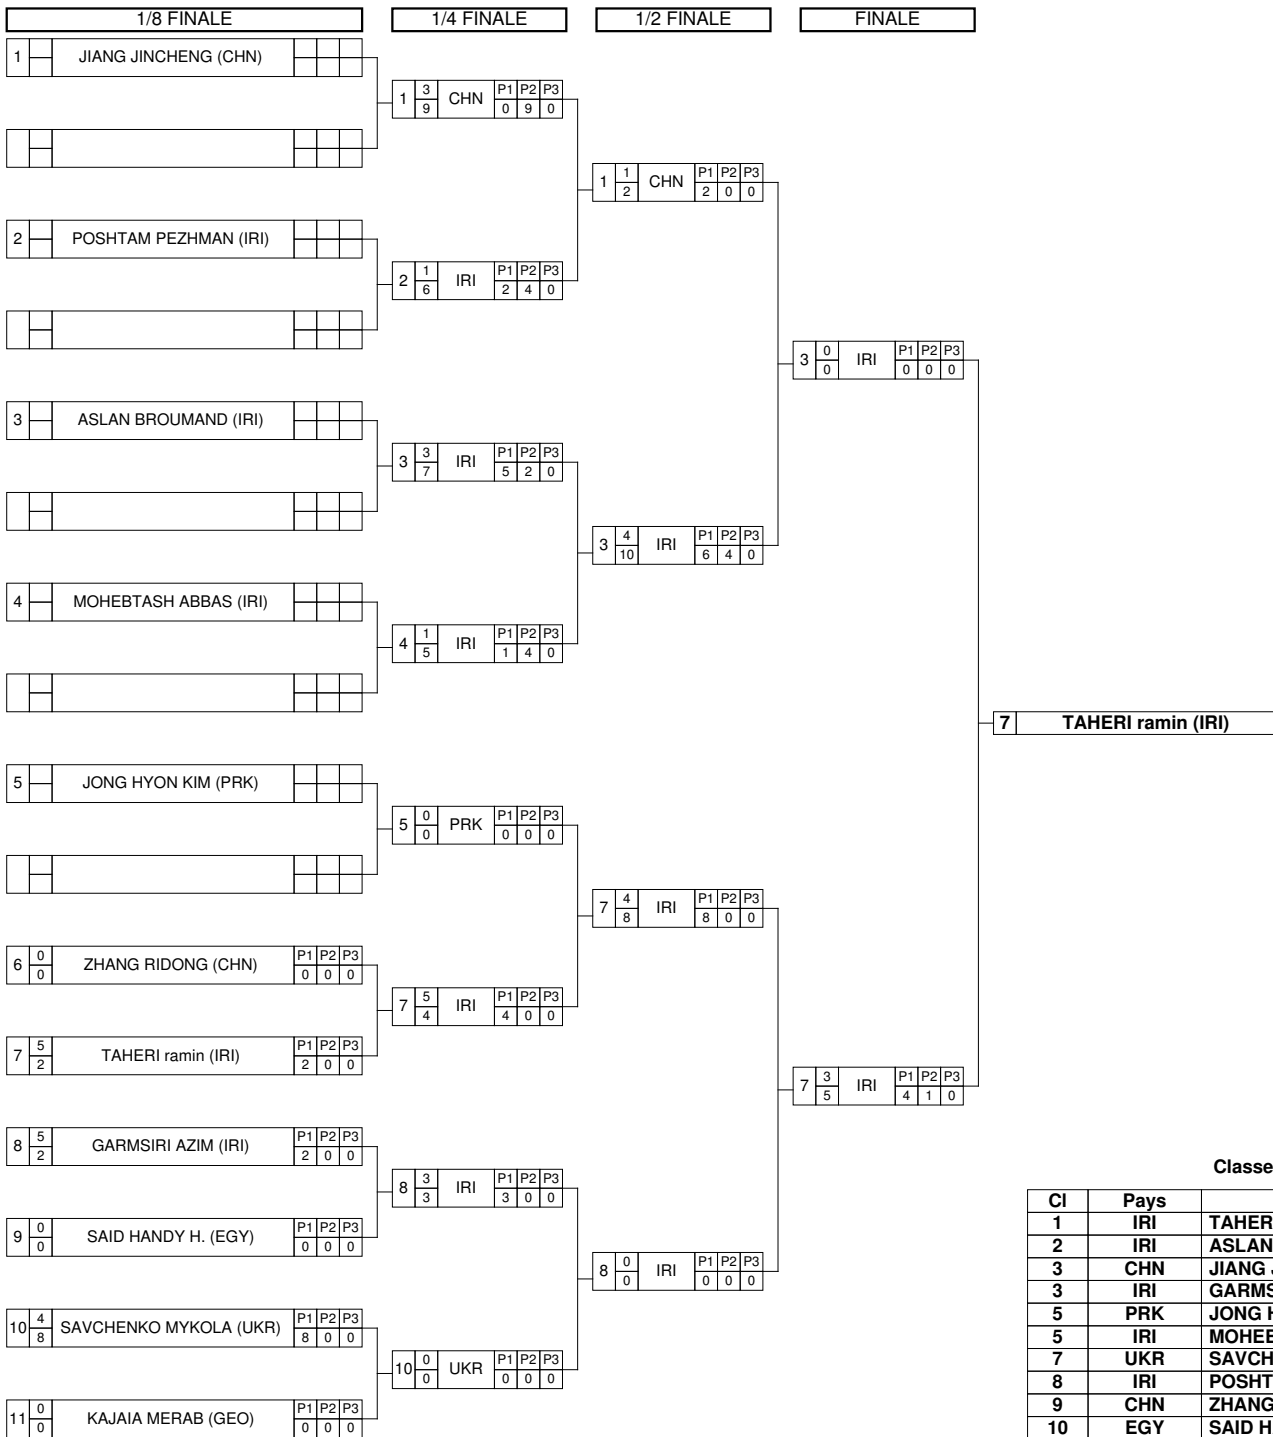 1/8 FINALE 1/4 FINALE 1/2 FINALE FINALE
1 JIANG JINCHENG (CHN)
1 3 9 CHN P1 P2 P3 0 9 0
1 1 2 CHN P1 P2 P3 2 0 0
2 POSHTAM PEZHMAN (IRI)
2 1 6 IRI P1 P2 P3 2 4 0
3 0 0 IRI P1 P2 P3 0 0 0
3 ASLAN BROUMAND (IRI)
3 3 7 IRI P1 P2 P3 5 2 0
3 4 10 IRI P1 P2 P3 6 4 0
4 MOHEBTASH ABBAS (IRI)
4 1 5 IRI P1 P2 P3 1 4 0
7 TAHERI ramin (IRI)
5 JONG HYON KIM (PRK)
5 0 0 PRK P1 P2 P3 0 0 0
7 4 8 IRI P1 P2 P3 8 0 0
6 0 0 ZHANG RIDONG (CHN) P1 P2 P3 0 0 0
7 5 4 IRI P1 P2 P3 4 0 0
7 5 2 TAHERI ramin (IRI) P1 P2 P3 2 0 0
7 3 5 IRI P1 P2 P3 4 1 0
8 5 2 GARMSIRI AZIM (IRI) P1 P2 P3 2 0 0
8 3 3 IRI P1 P2 P3 3 0 0
9 0 0 SAID HANDY H. (EGY) P1 P2 P3 0 0 0
8 0 0 IRI P1 P2 P3 0 0 0
10 4 8 SAVCHENKO MYKOLA (UKR) P1 P2 P3 8 0 0
10 0 0 UKR P1 P2 P3 0 0 0
11 0 0 KAJAIA MERAB (GEO) P1 P2 P3 0 0 0
Classe
Cl Pays
1 IRI TAHER
2 IRI ASLAN
3 CHN JIANG
3 IRI GARMS
5 PRK JONG
5 IRI MOHEB
7 UKR SAVCH
8 IRI POSHT
9 CHN ZHANG
10 EGY SAID H